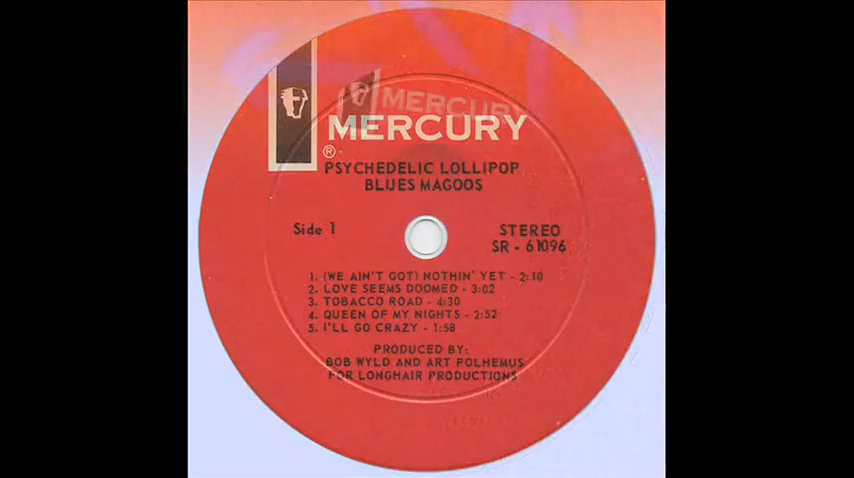 MERCURY
MERCURY
®
PSYCHEDELIC LOLLIPOP
BLUES MAGOOS
Side 1
STEREO
SR - 61096
1. (WE AIN'T GOT) NOTHIN' YET - 2:10
2. LOVE SEEMS DOOMED - 3:02
3. TOBACCO ROAD - 4:30
4. QUEEN OF MY NIGHTS - 2:52
5. I'LL GO CRAZY - 1:58
PRODUCED BY:
BOB WYLD AND ART POLHEMUS
FOR LONGHAIR PRODUCTIONS